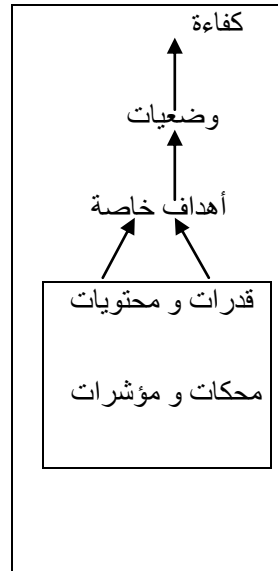 كفاءة
وضعيات
أهداف خاصة
قدرات و محتويات
محكات و مؤشرات